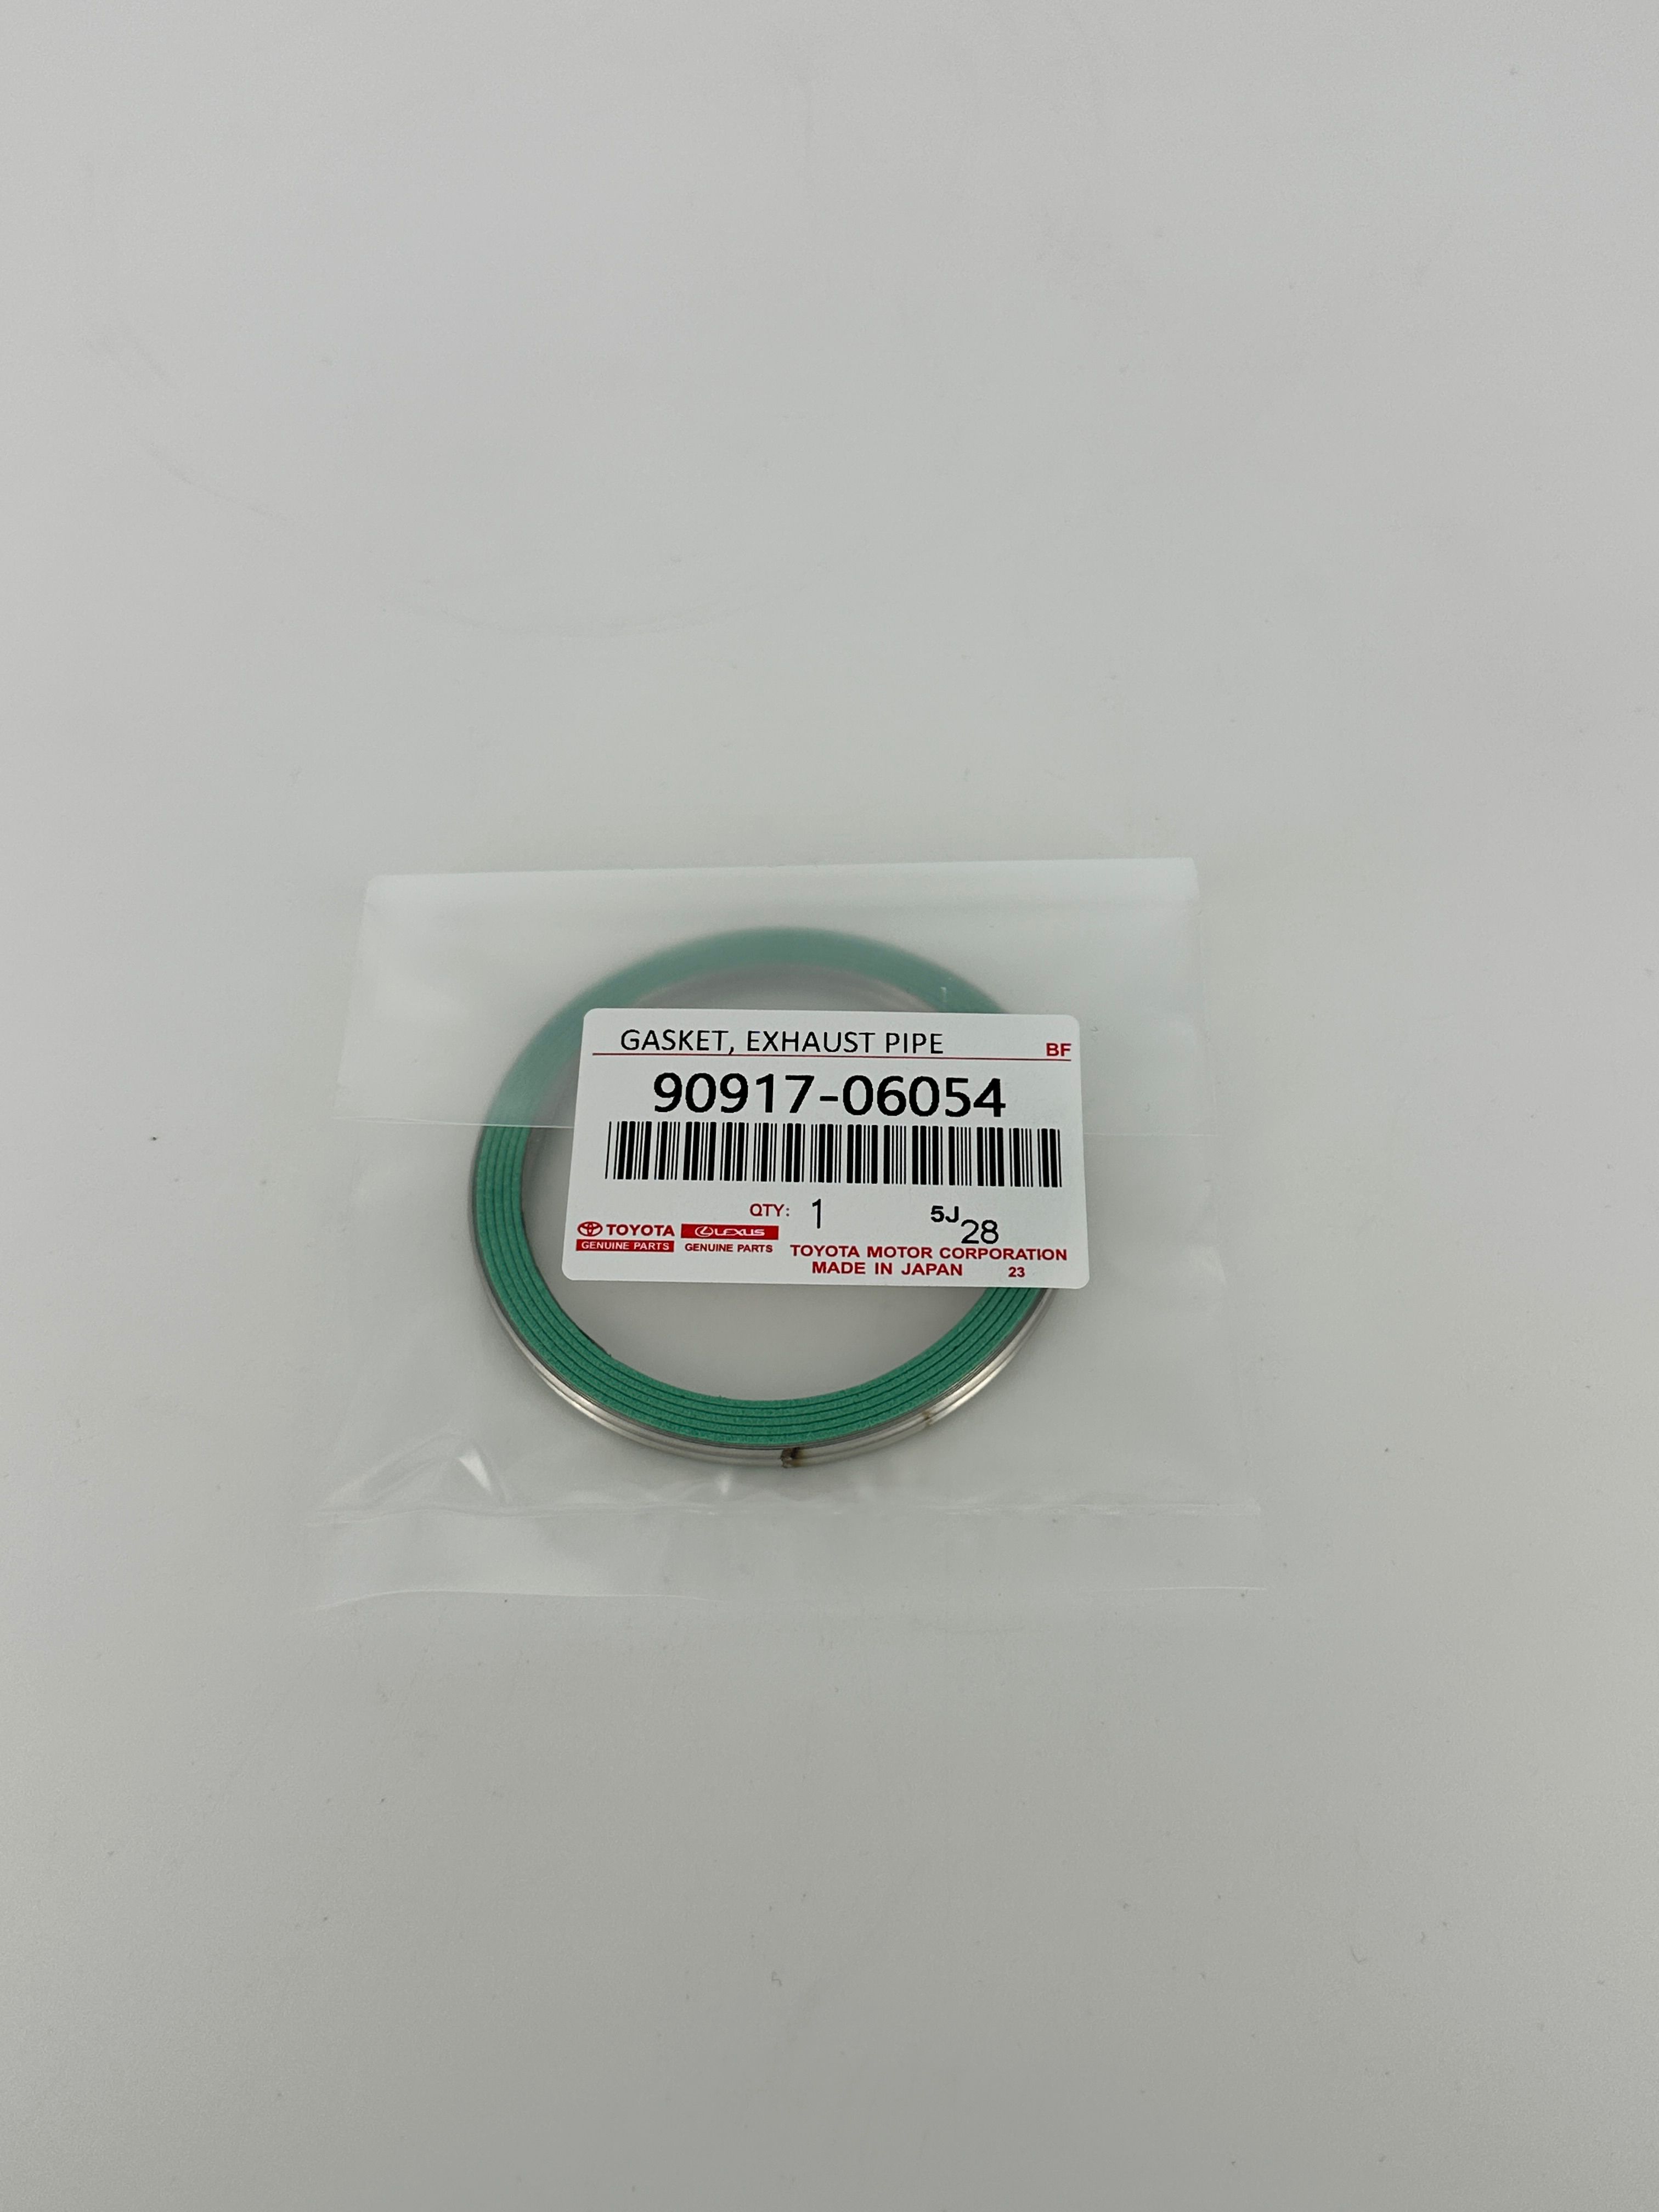 GASKET, EXHAUST PIPE
BF
90917-06054
QTY: 1
5J
28
TOYOTA
GENUINE PARTS
LEXUS
GENUINE PARTS
TOYOTA MOTOR CORPORATION
MADE IN JAPAN 23